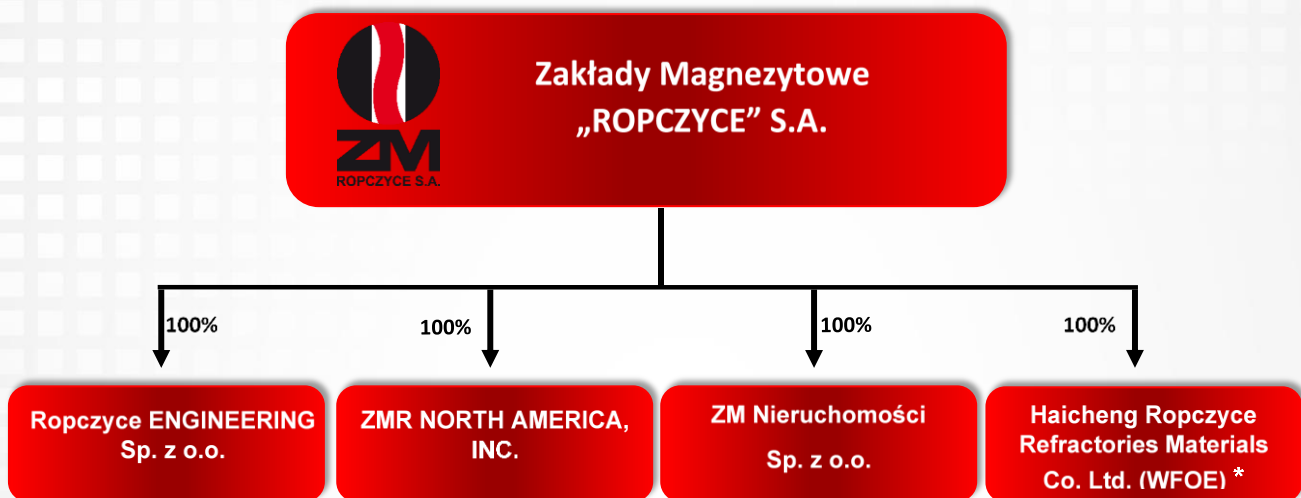 Zakłady Magnezytowe
„ROPCZYCE” S.A.
ZM
ROPCZYCE S.A.
100%
100%
100%
100%
Ropczyce ENGINEERING
Sp. z o.o.
ZMR NORTH AMERICA,
INC.
ZM Nieruchomości
Sp. z o.o.
Haicheng Ropczyce
Refractories Materials
Co. Ltd. (WFOE) *